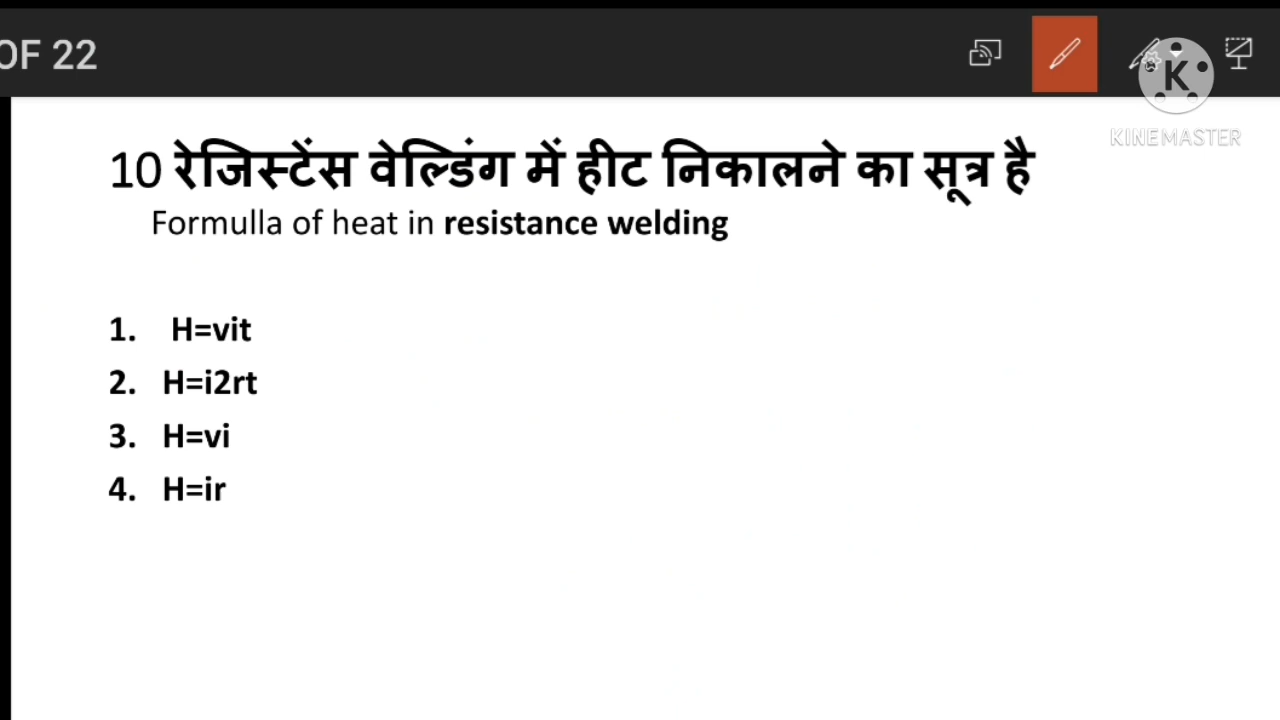 OF 22
K
KINEMASTER
10 रेजिस्टेंस वेल्डिंग में हीट निकालने का सूत्र है
Formulla of heat in resistance welding
1. H=vit
2. H=i2rt
3. H=vi
4. H=ir